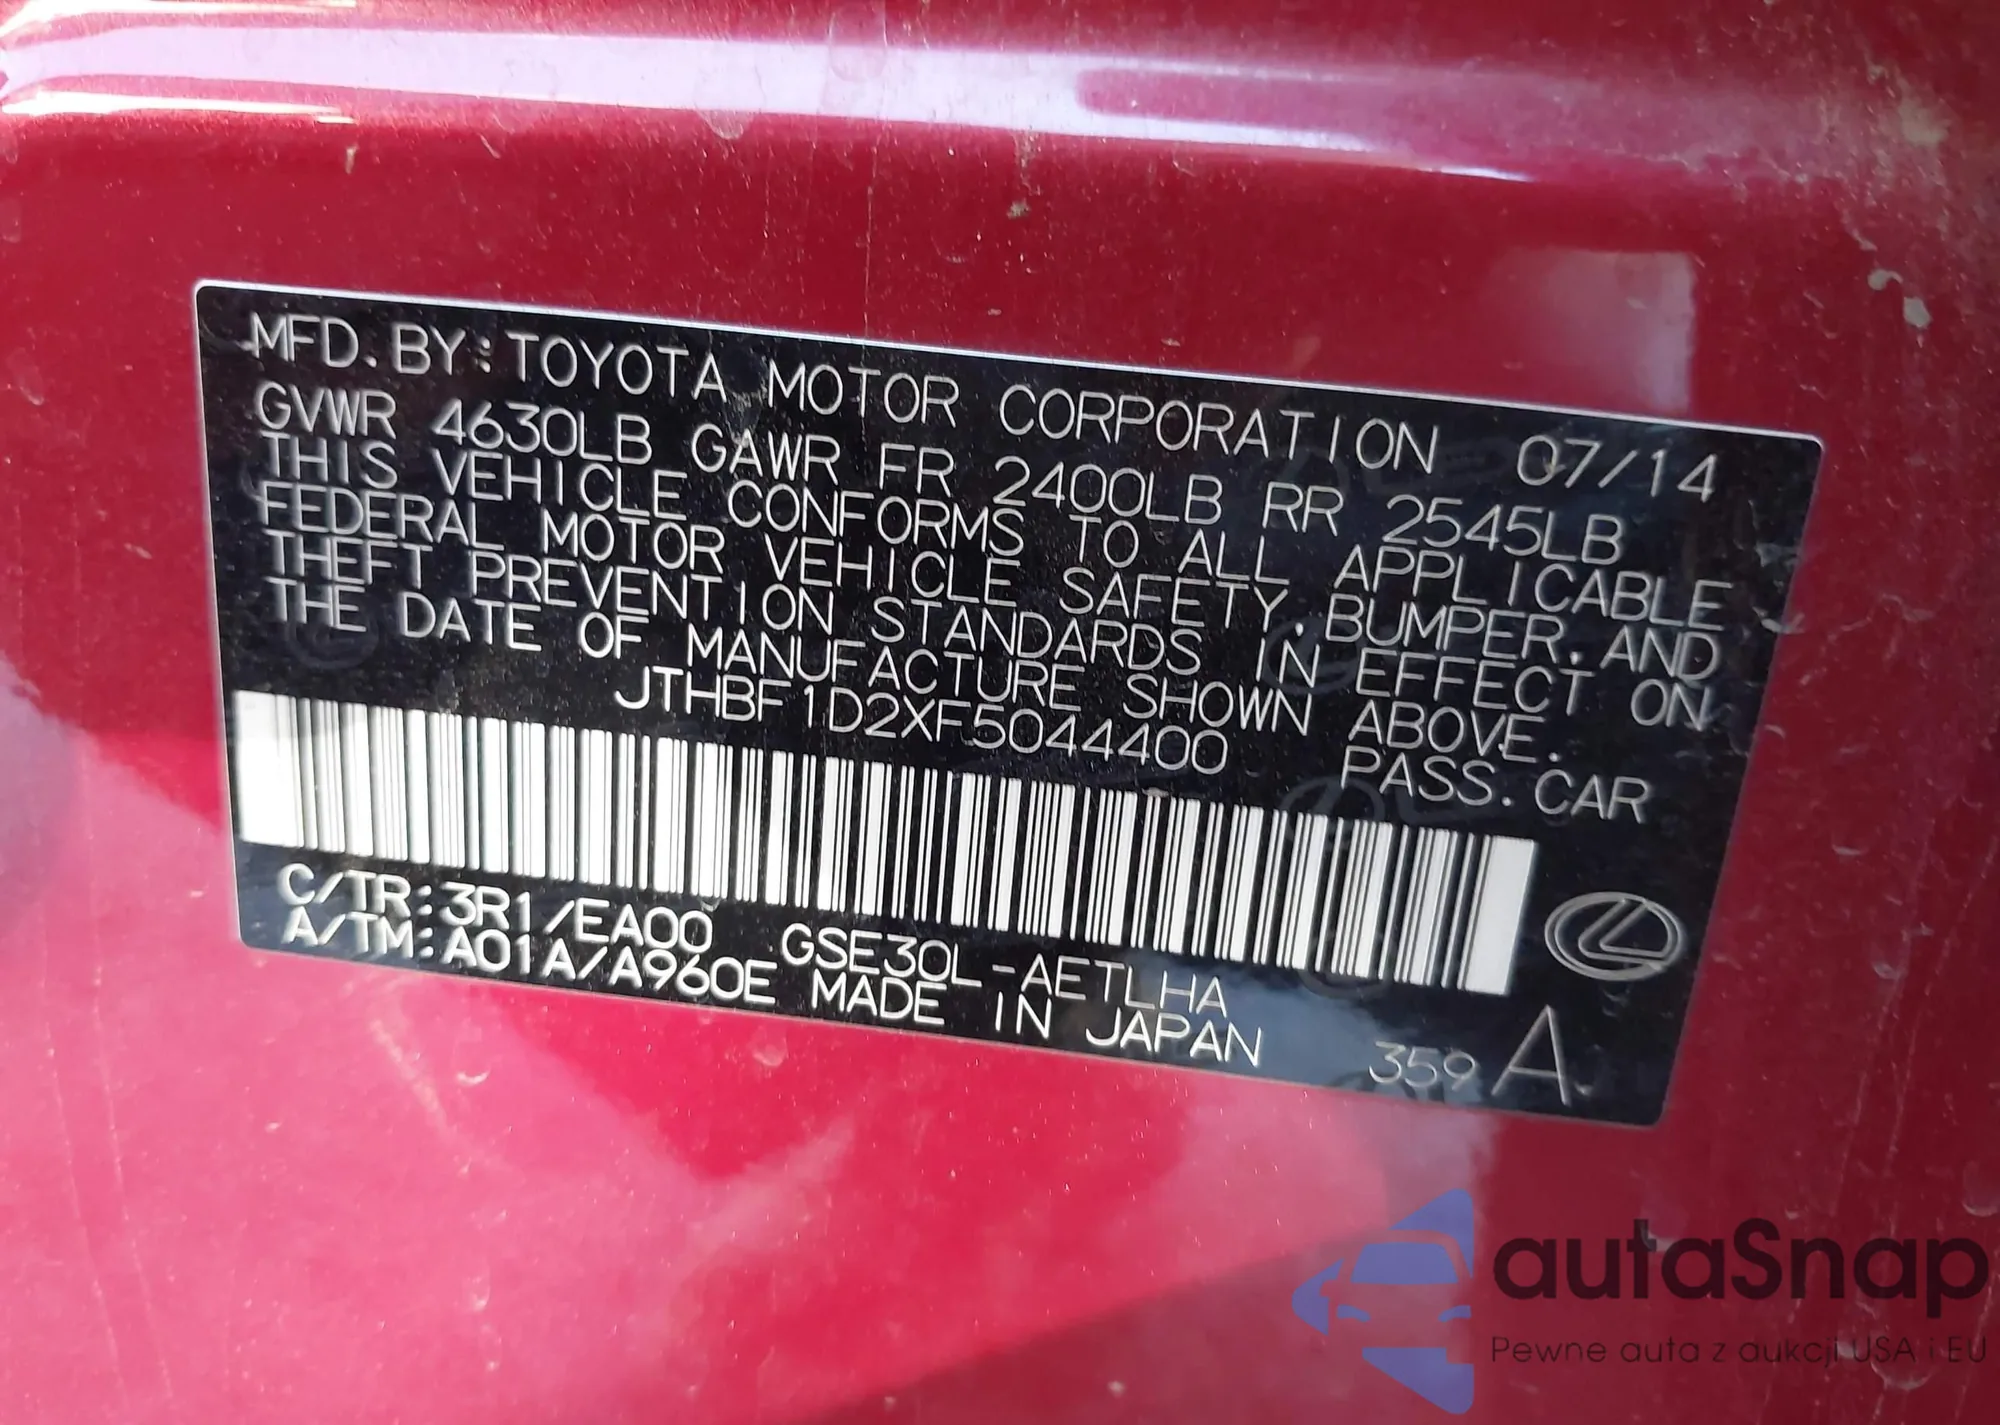 MFD. BY: TOYOTA MOTOR CORPORATION 07/14
GVWR 4630LB GAWR FR 2400LB RR 2545LB
THIS VEHICLE CONFORMS TO ALL APPLICABLE
FEDERAL MOTOR VEHICLE SAFETY, BUMPER, AND
THEFT PREVENTION STANDARDS IN EFFECT ON
THE DATE OF MANUFACTURE SHOWN ABOVE.
JTHBF1D2XF5044400 PASS. CAR
C/TR: 3R1/EA00 GSE30L-AETLHA
A/TM: A01A/A960E MADE IN JAPAN 359 A
autaSnap
Pewne auta z aukcji USA i EU